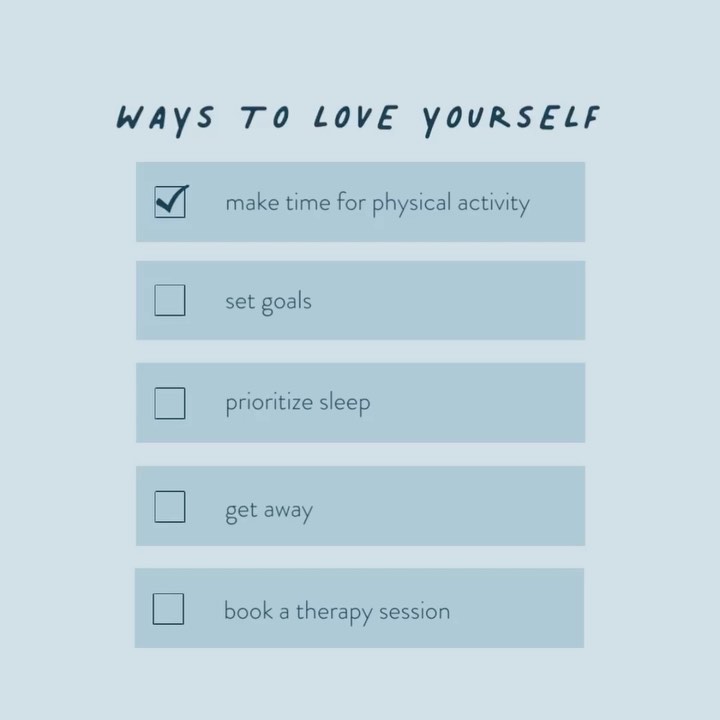 WAYS TO LOVE YOURSELF
make time for physical activity
set goals
prioritize sleep
get away
book a therapy session